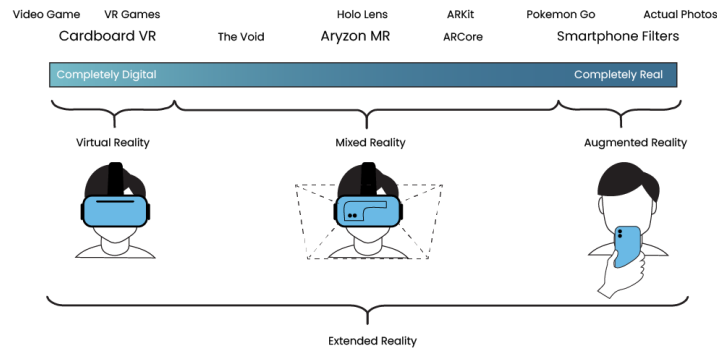 Video Game VR Games Holo Lens ARKit Pokemon Go Actual Photos
Cardboard VR The Void Aryzon MR ARCore Smartphone Filters
Completely Digital Completely Real
Virtual Reality Mixed Reality Augmented Reality
Extended Reality